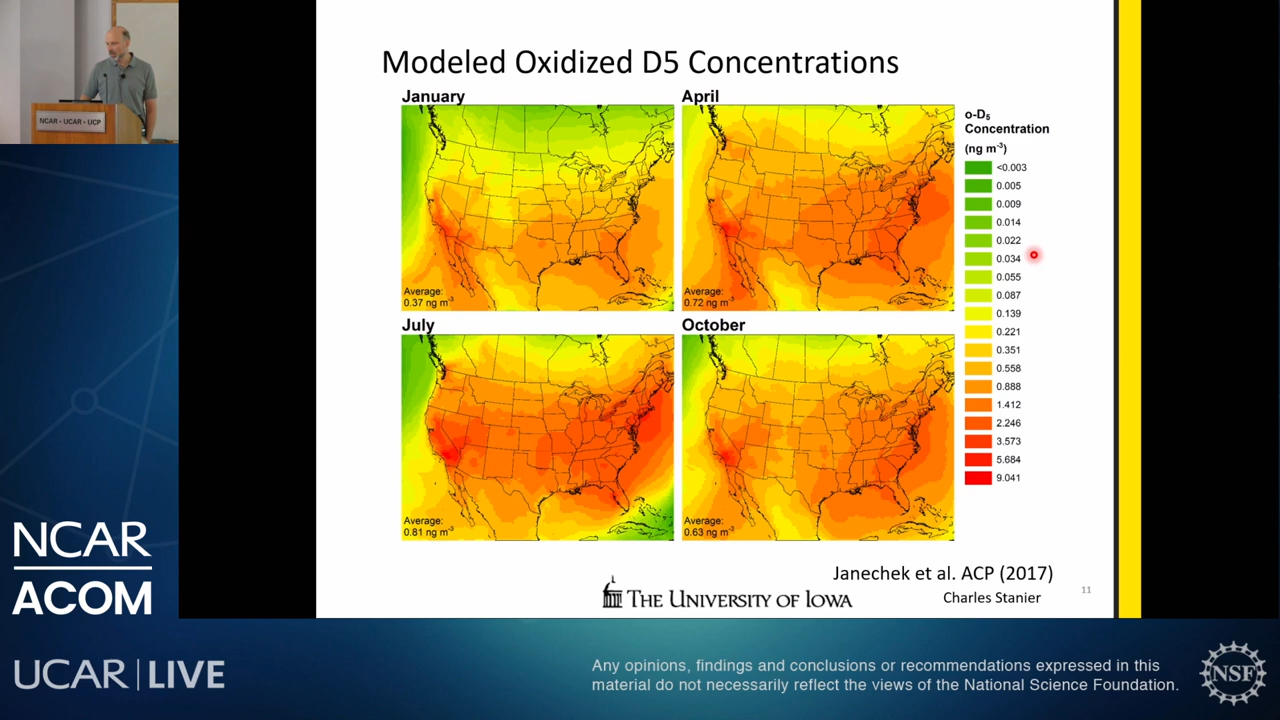 NCAR • UCAR • UCP
Modeled Oxidized D5 Concentrations
January
Average:
0.37 ng m-3
April
Average:
0.72 ng m-3
July
Average:
0.81 ng m-3
October
Average:
0.63 ng m-3
o-D5
Concentration
(ng m-3)
<0.003
0.005
0.009
0.014
0.022
0.034
0.055
0.087
0.139
0.221
0.351
0.558
0.888
1.412
2.246
3.573
5.684
9.041
Janechek et al. ACP (2017)
THE UNIVERSITY OF IOWA
Charles Stanier
11
NCAR
ACOM
UCAR | LIVE
Any opinions, findings and conclusions or recommendations expressed in this
material do not necessarily reflect the views of the National Science Foundation.
NSF